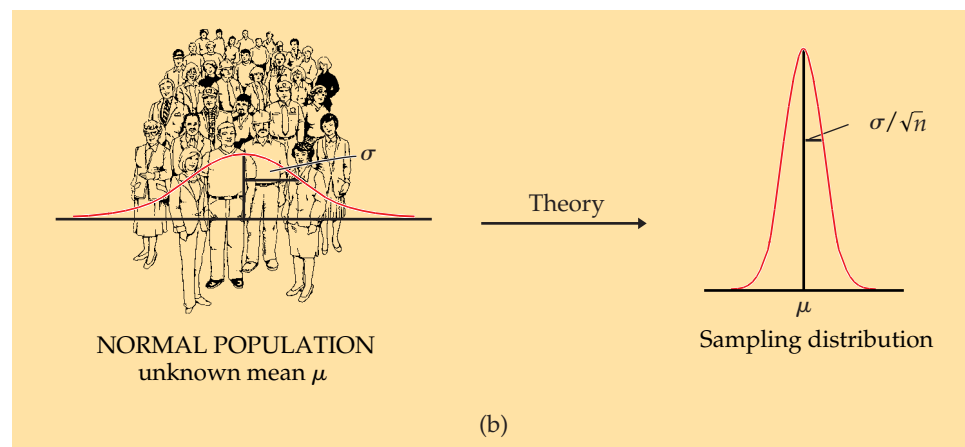 σ
NORMAL POPULATION
unknown mean μ
Theory
σ/√n
μ
Sampling distribution
(b)